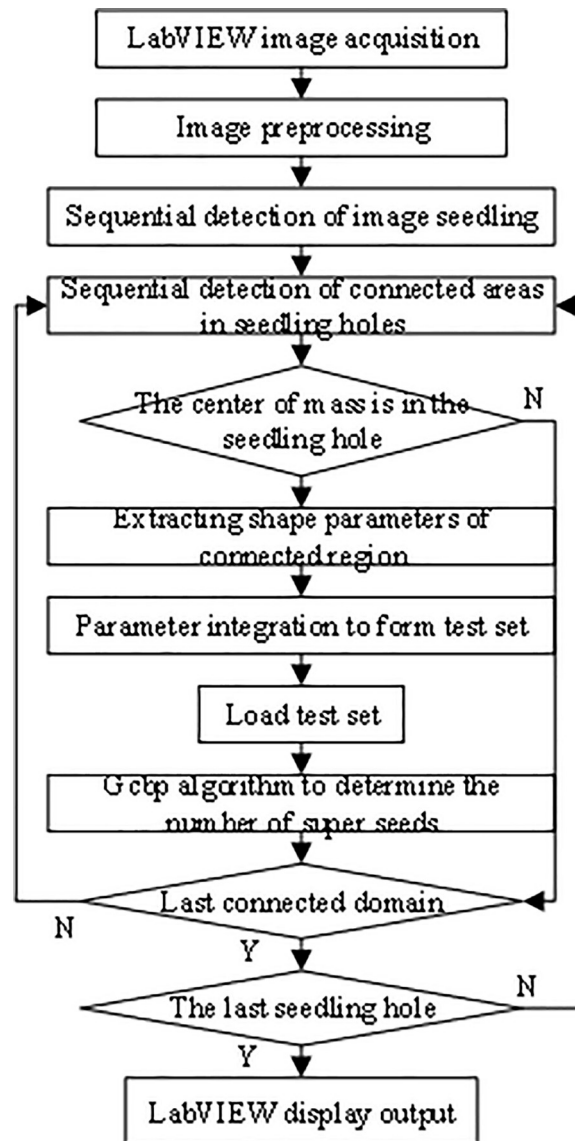 LabVIEW image acquisition
Image preprocessing
Sequential detection of image seedling
Sequential detection of connected areas
in seedling holes
The center of mass is in the
seedling hole
N
Extracting shape parameters of
connected region
Parameter integration to form test set
Load test set
Gcbp algorithm to determine the
number of super seeds
Last connected domain
N
Y
The last seedling hole
N
Y
LabVIEW display output